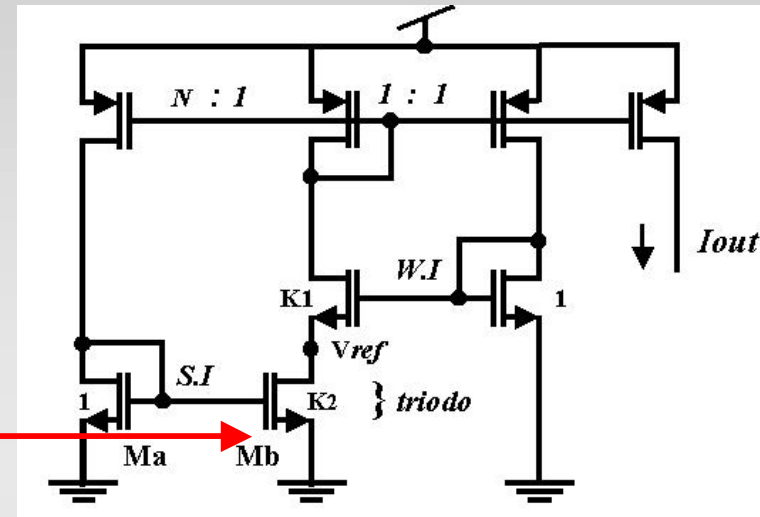 N : 1
1 : 1
Iout
W.I
K1
1
Vref
S.I
1
K2
} triodo
Ma
Mb